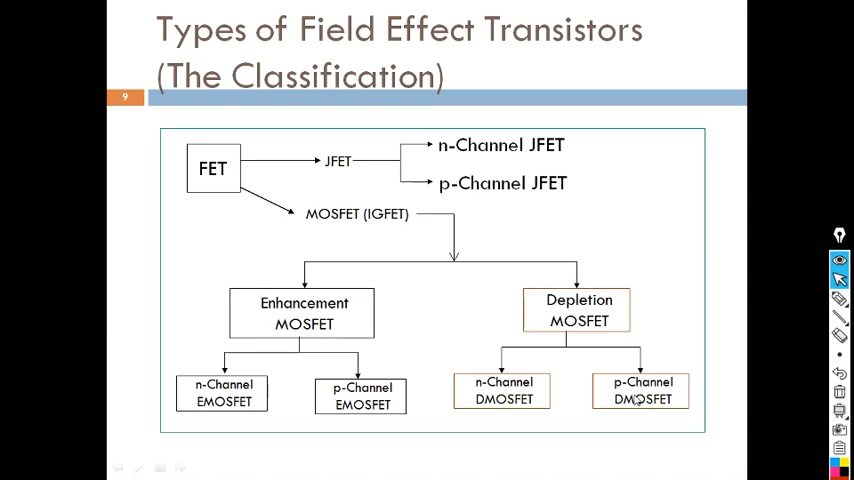 Types of Field Effect Transistors
(The Classification)
9
FET
JFET
n-Channel JFET
p-Channel JFET
MOSFET (IGFET)
Enhancement
MOSFET
Depletion
MOSFET
n-Channel
EMOSFET
p-Channel
EMOSFET
n-Channel
DMOSFET
p-Channel
DMOSFET